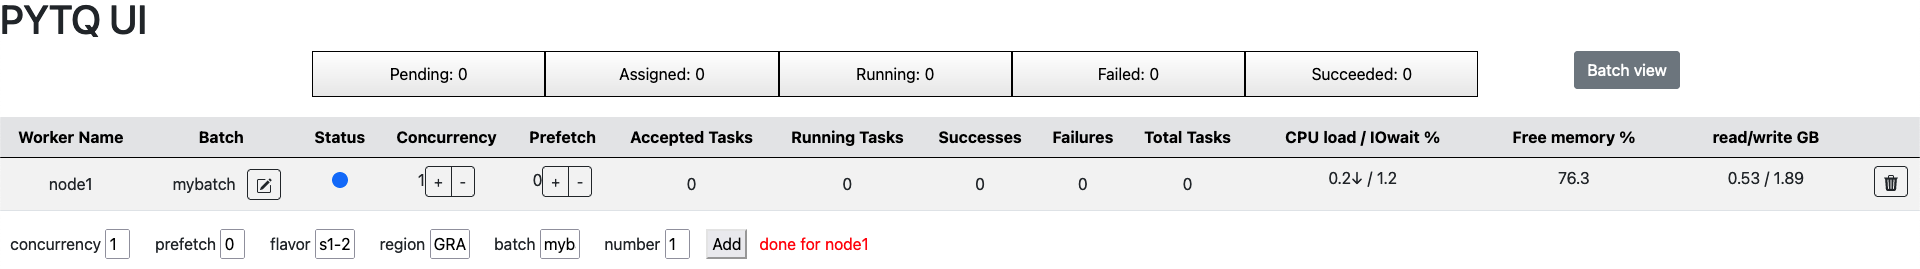 PYTQ UI
Pending: 0 Assigned: 0 Running: 0 Failed: 0 Succeeded: 0 Batch view
Worker Name Batch Status Concurrency Prefetch Accepted Tasks Running Tasks Successes Failures Total Tasks CPU load / IOwait % Free memory % read/write GB
node1 mybatch 1 + - 0 + - 0 0 0 0 0 0.2↓ / 1.2 76.3 0.53 / 1.89
concurrency 1 prefetch 0 flavor s1-2 region GRA batch myb number 1 Add done for node1